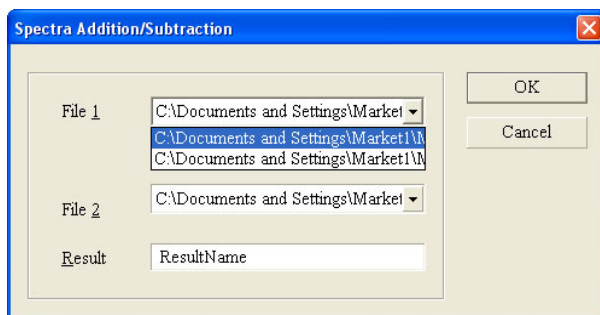 Spectra Addition/Subtraction
OK
File 1
C:\Documents and Settings\Market
Cancel
C:\Documents and Settings\Market1\M
C:\Documents and Settings\Market1\M
File 2
C:\Documents and Settings\Market
Result
ResultName